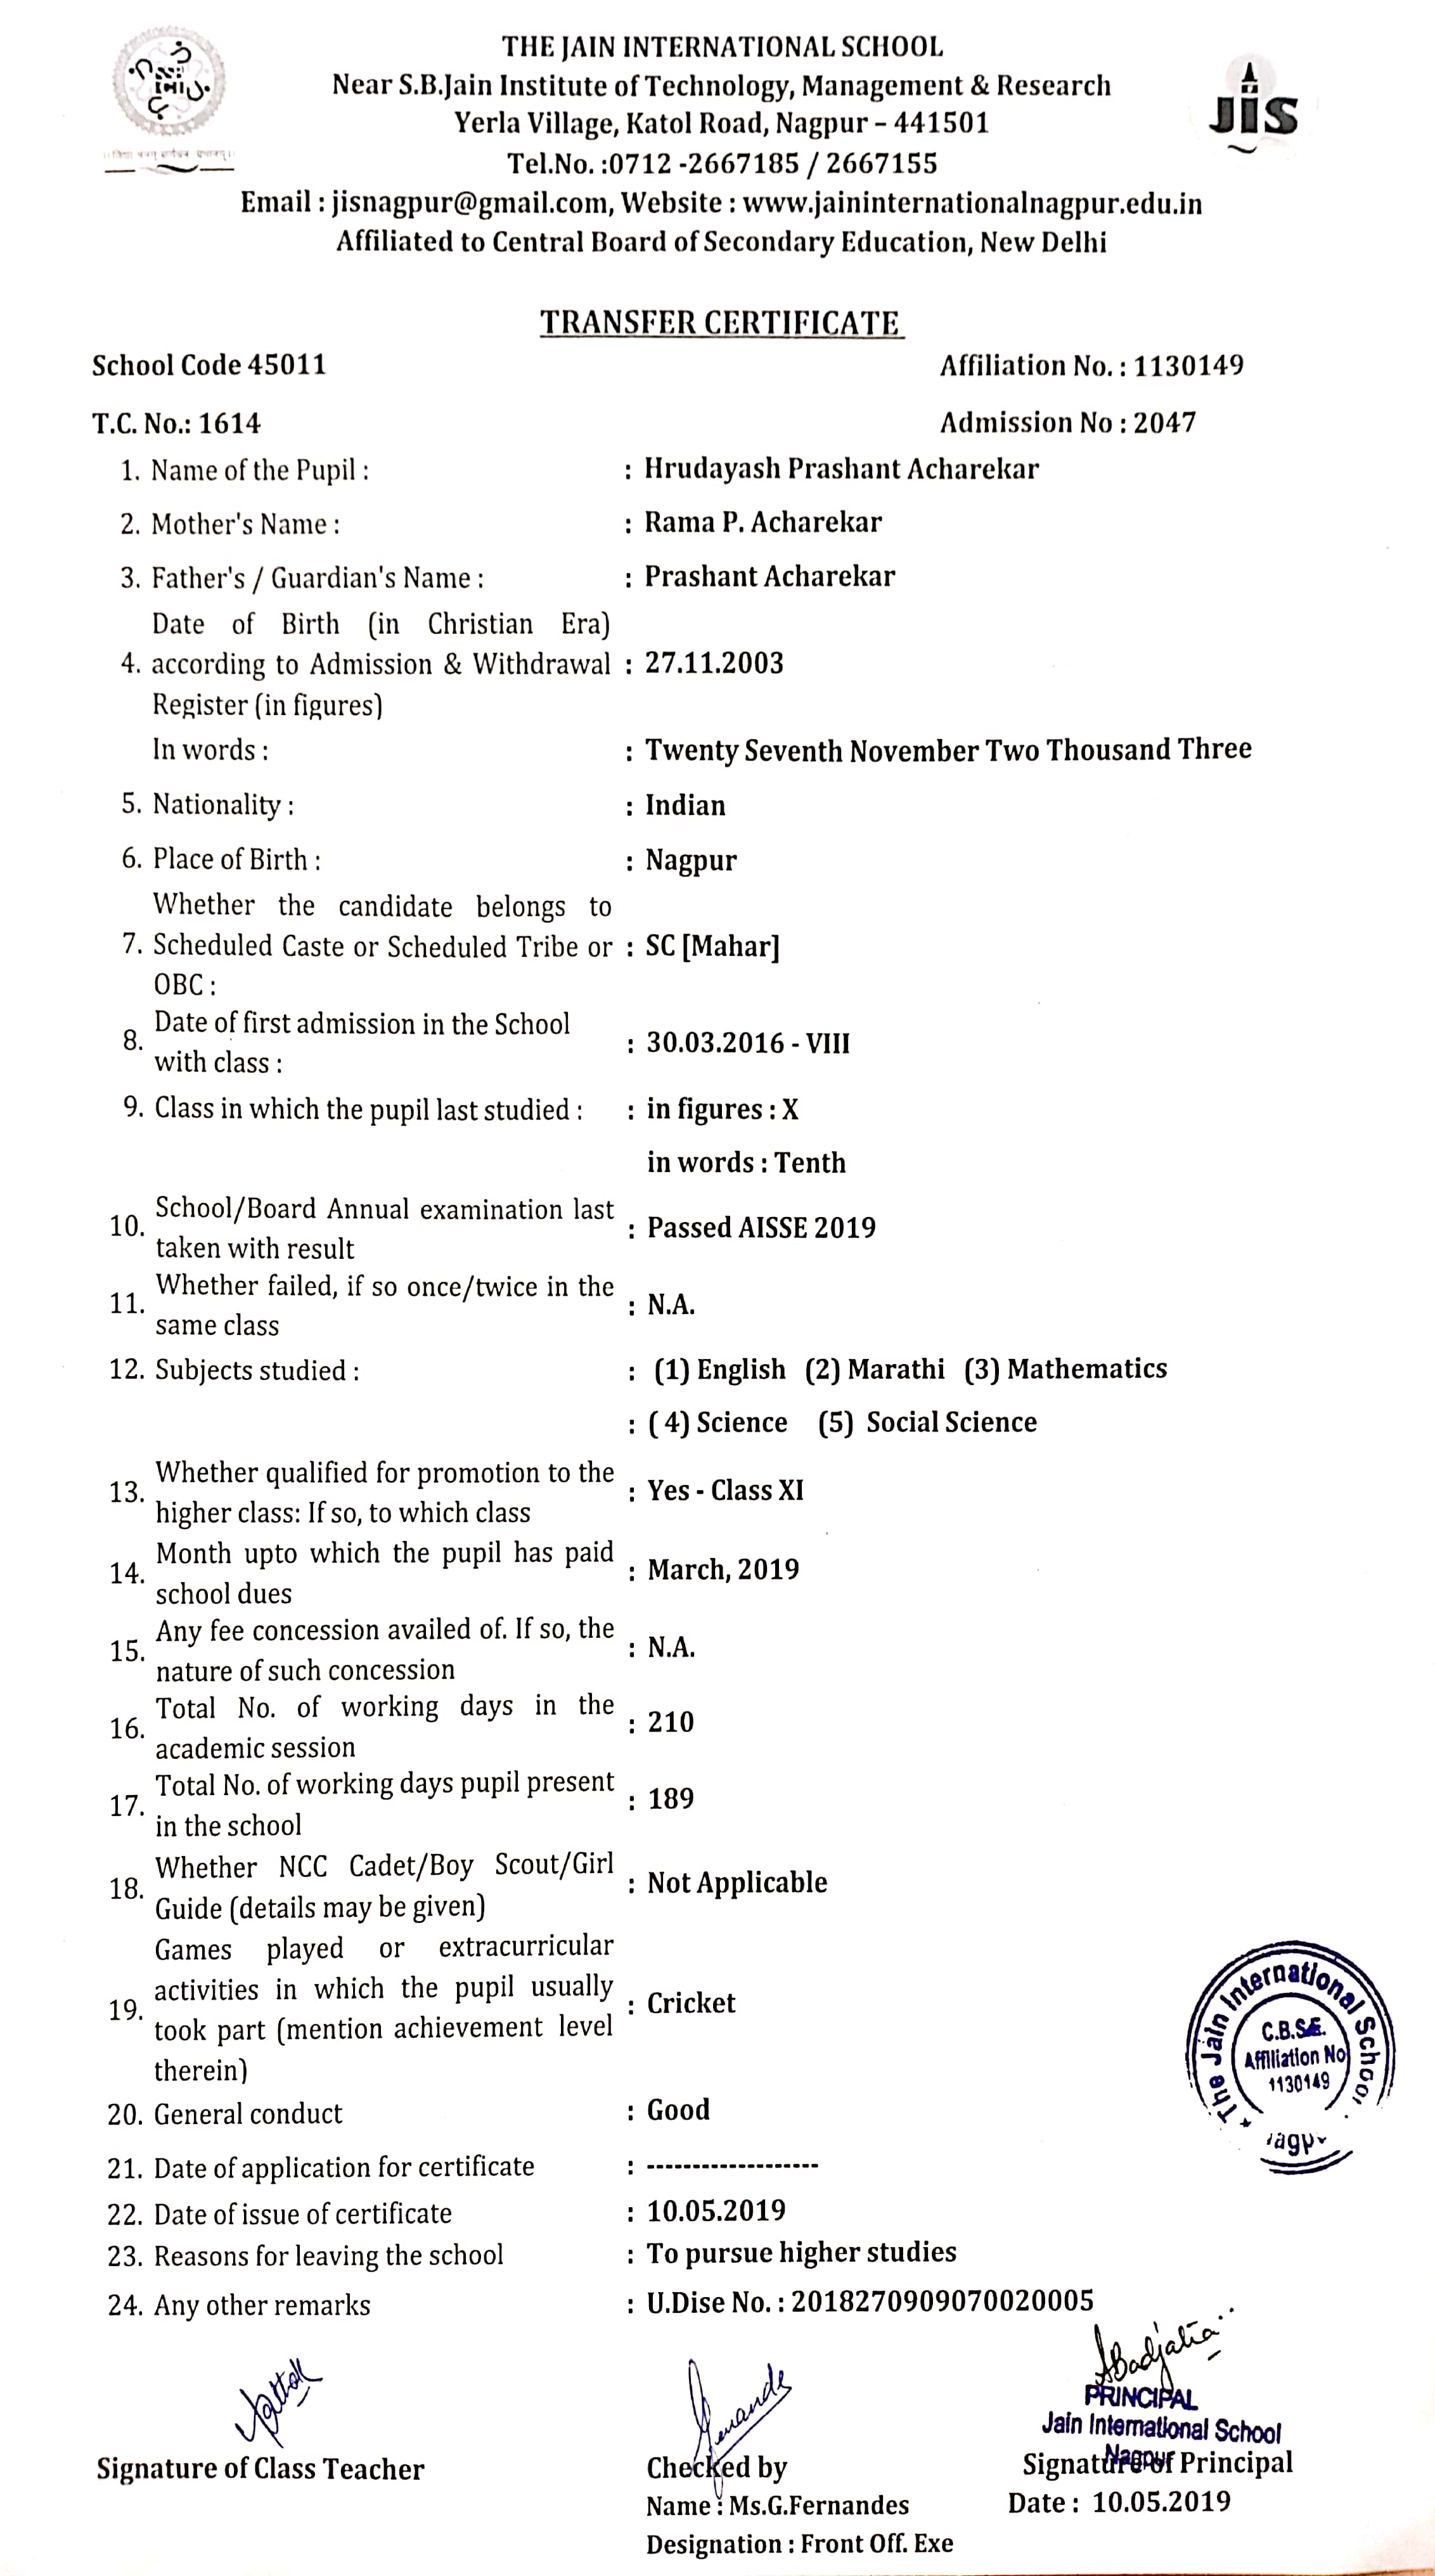 THE JAIN INTERNATIONAL SCHOOL
Near S.B.Jain Institute of Technology, Management & Research
Yerla Village, Katol Road, Nagpur – 441501
Tel.No. :0712 -2667185 / 2667155
Email : jisnagpur@gmail.com, Website : www.jaininternationalnagpur.edu.in
Affiliated to Central Board of Secondary Education, New Delhi
JIS
TRANSFER CERTIFICATE
School Code 45011 Affiliation No. : 1130149
T.C. No.: 1614 Admission No : 2047
1. Name of the Pupil : : Hrudayash Prashant Acharekar
2. Mother's Name : : Rama P. Acharekar
3. Father's / Guardian's Name : : Prashant Acharekar
Date of Birth (in Christian Era)
4. according to Admission & Withdrawal : 27.11.2003
Register (in figures)
In words : : Twenty Seventh November Two Thousand Three
5. Nationality : : Indian
6. Place of Birth : : Nagpur
Whether the candidate belongs to
7. Scheduled Caste or Scheduled Tribe or : SC [Mahar]
OBC :
8. Date of first admission in the School
with class : : 30.03.2016 - VIII
9. Class in which the pupil last studied : : in figures : X
in words : Tenth
10. School/Board Annual examination last
taken with result : Passed AISSE 2019
11. Whether failed, if so once/twice in the
same class : N.A.
12. Subjects studied : : (1) English (2) Marathi (3) Mathematics
: ( 4) Science (5) Social Science
13. Whether qualified for promotion to the
higher class: If so, to which class : Yes - Class XI
14. Month upto which the pupil has paid
school dues : March, 2019
15. Any fee concession availed of. If so, the
nature of such concession : N.A.
16. Total No. of working days in the
academic session : 210
17. Total No. of working days pupil present
in the school : 189
18. Whether NCC Cadet/Boy Scout/Girl
Guide (details may be given) : Not Applicable
Games played or extracurricular
activities in which the pupil usually
19. took part (mention achievement level : Cricket
therein)
20. General conduct : Good
21. Date of application for certificate : -------------------
22. Date of issue of certificate : 10.05.2019
23. Reasons for leaving the school : To pursue higher studies
24. Any other remarks : U.Dise No. : 2018270909070020005
The Jain International School
C.B.S.E.
Affiliation No
1130149
PRINCIPAL
Jain International School
Nagpur
Signature of Class Teacher Checked by Signature of Principal
Name : Ms.G.Fernandes Date : 10.05.2019
Designation : Front Off. Exe